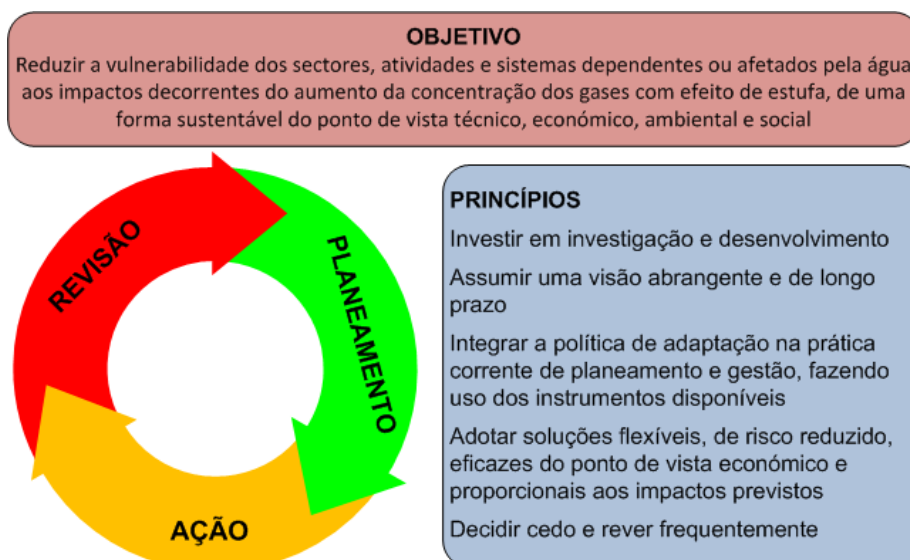 OBJETIVO
Reduzir a vulnerabilidade dos sectores, atividades e sistemas dependentes ou afetados pela água
aos impactos decorrentes do aumento da concentração dos gases com efeito de estufa, de uma
forma sustentável do ponto de vista técnico, económico, ambiental e social
REVISÃO
PLANEAMENTO
AÇÃO
PRINCÍPIOS
Investir em investigação e desenvolvimento
Assumir uma visão abrangente e de longo
prazo
Integrar a política de adaptação na prática
corrente de planeamento e gestão, fazendo
uso dos instrumentos disponíveis
Adotar soluções flexíveis, de risco reduzido,
eficazes do ponto de vista económico e
proporcionais aos impactos previstos
Decidir cedo e rever frequentemente